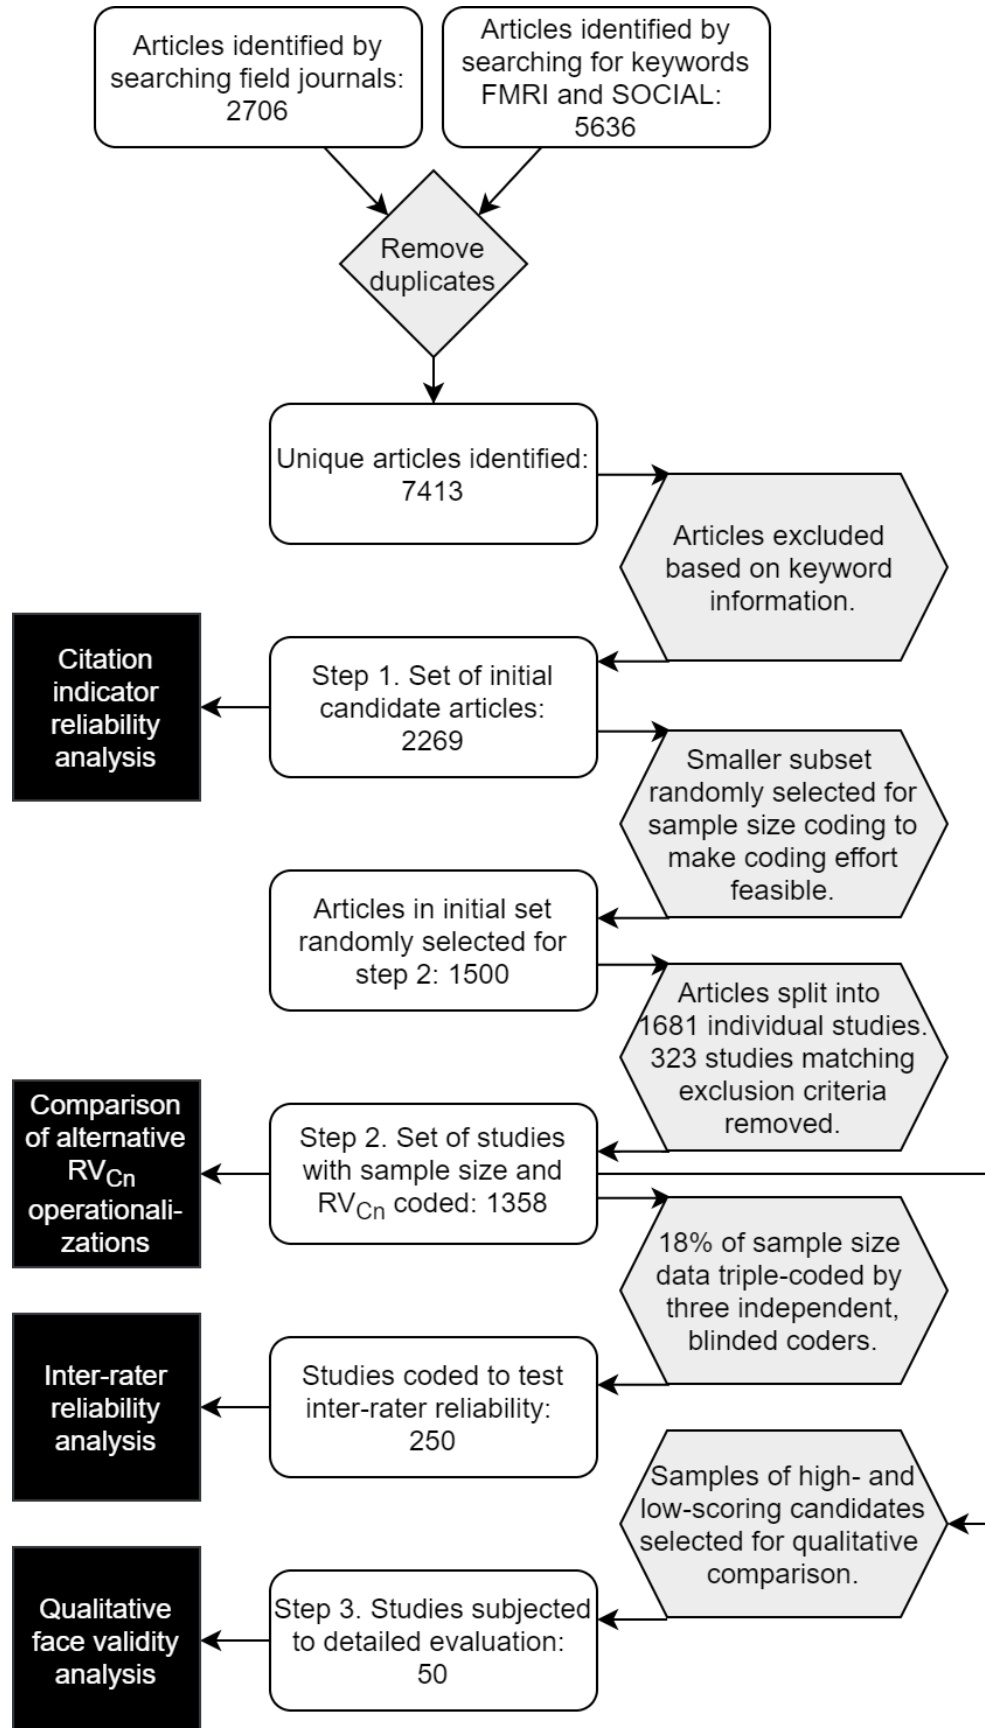 Articles identified by
searching field journals:
2706
Articles identified by
searching for keywords
FMRI and SOCIAL:
5636
Remove
duplicates
Unique articles identified:
7413
Articles excluded
based on keyword
information.
Citation
indicator
reliability
analysis
Step 1. Set of initial
candidate articles:
2269
Smaller subset
randomly selected for
sample size coding to
make coding effort
feasible.
Articles in initial set
randomly selected for
step 2: 1500
Articles split into
1681 individual studies.
323 studies matching
exclusion criteria
removed.
Comparison
of alternative
RVCn
operationali-
zations
Step 2. Set of studies
with sample size and
RVCn coded: 1358
18% of sample size
data triple-coded by
three independent,
blinded coders.
Inter-rater
reliability
analysis
Studies coded to test
inter-rater reliability:
250
Samples of high- and
low-scoring candidates
selected for qualitative
comparison.
Qualitative
face validity
analysis
Step 3. Studies subjected
to detailed evaluation:
50